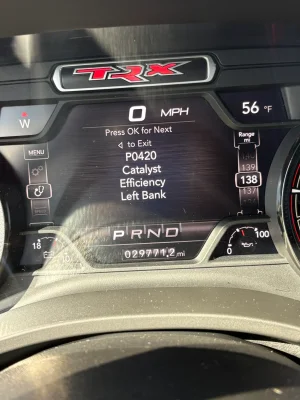 TRX
W
0 MPH
56 °F
Press OK for Next
◁ to Exit
P0420
Catalyst
Efficiency
Left Bank
MENU
Range
mi
139
138
137
P R N D
029771.2 mi
18
100